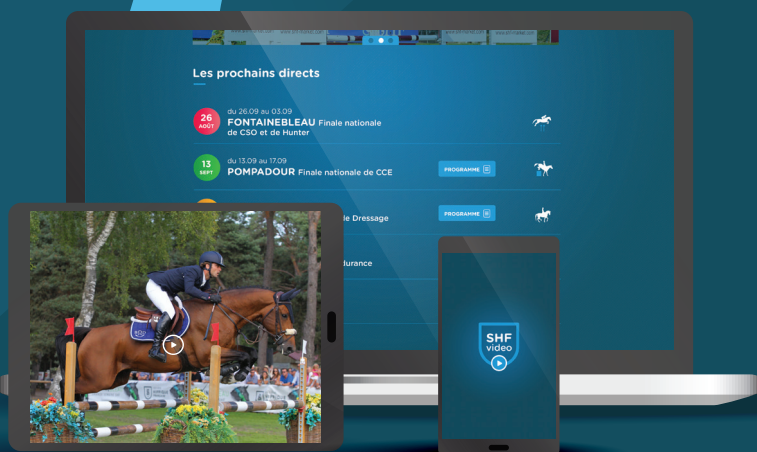 Les prochains directs
26
AOÛT
du 26.09 au 03.09
FONTAINEBLEAU Finale nationale
de CSO et de Hunter
13
SEPT
du 13.09 au 17.09
POMPADOUR Finale nationale de CCE
PROGRAMME
de Dressage
PROGRAMME
durance
SHF
video